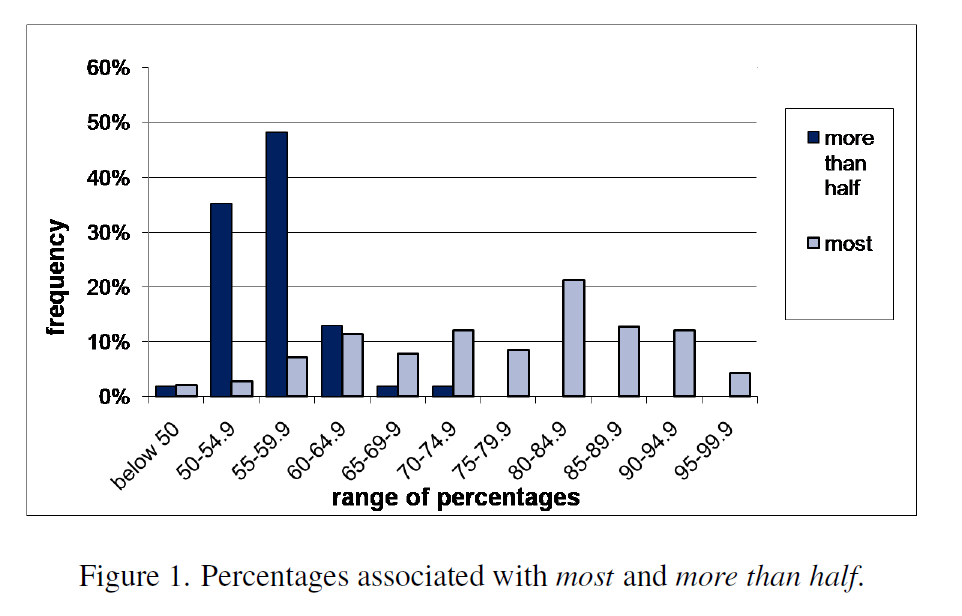 60%
50%
40%
30%
20%
10%
0%
frequency
below 50
50-54.9
55-59.9
60-64.9
65-69-9
70-74.9
75-79.9
80-84.9
85-89.9
90-94.9
95-99.9
range of percentages
more
than
half
most
Figure 1. Percentages associated with most and more than half.